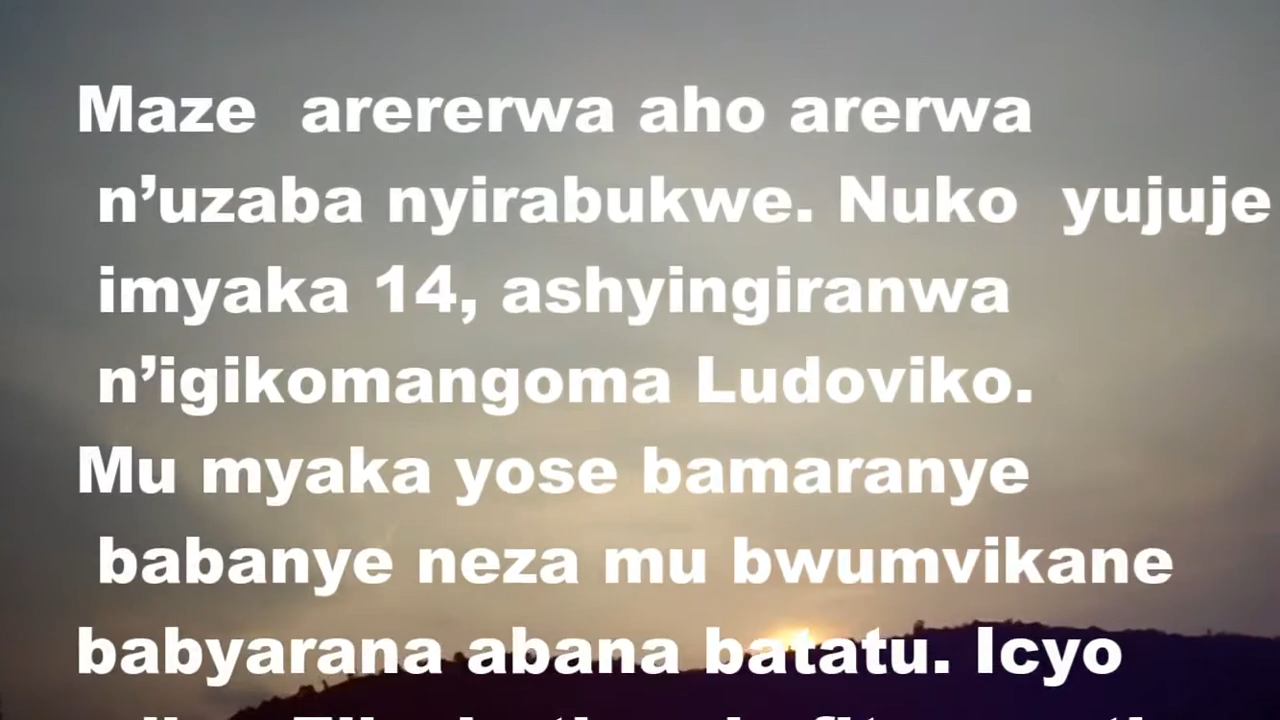 Maze arererwa aho arerwa
n’uzaba nyirabukwe. Nuko yujuje
imyaka 14, ashyingiranwa
n’igikomangoma Ludoviko.
Mu myaka yose bamaranye
babanye neza mu bwumvikane
babyarana abana batatu. Icyo